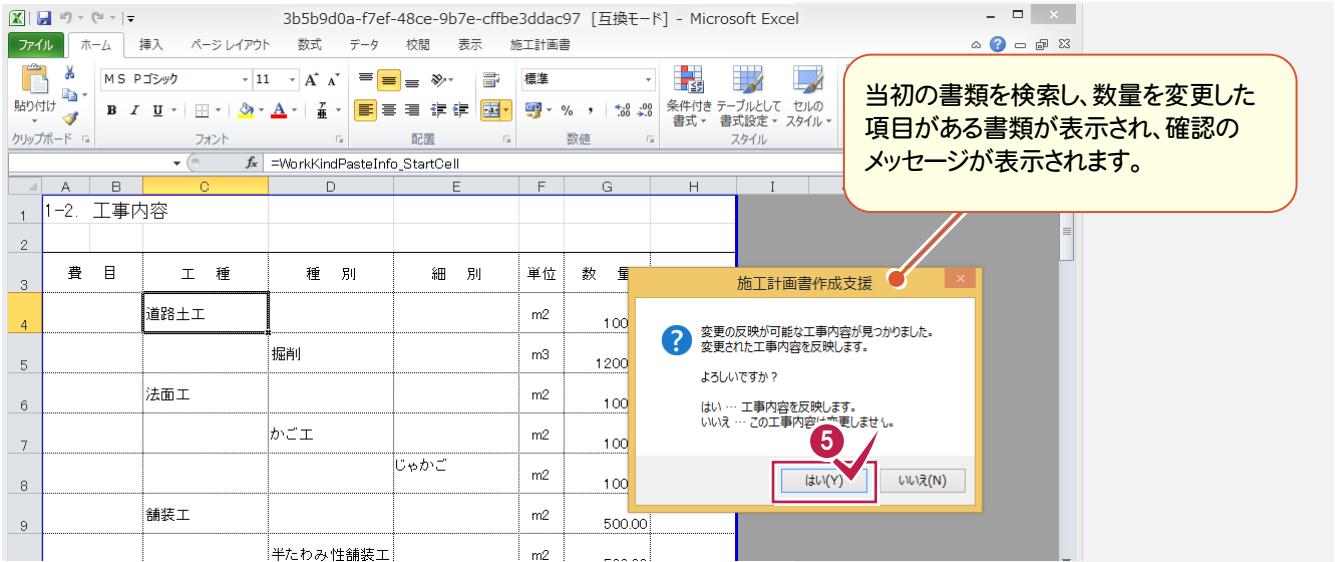 3b5b9d0a-f7ef-48ce-9b7e-cffbe3ddac97 [互換モード] - Microsoft Excel
ファイル ホーム 挿入 ページ レイアウト 数式 データ 校閲 表示 施工計画書
ＭＳ Ｐゴシック 11 標準
貼り付け
B I U
条件付き書式 テーブルとして書式設定 セルのスタイル
クリップボード フォント 配置 数値 スタイル
fx =WorkKindPasteInfo_StartCell
A B C D E F G H I
1 1-2. 工事内容
2
3 費 目 工 種 種 別 細 別 単位 数
4 道路土工 m2 100
5 掘削 m3 1200
6 法面工 m2 100
7 かご工 m2 100
8 じゃかご m2 100
9 舗装工 m2 500.00
半たわみ性舗装工 m2
当初の書類を検索し、数量を変更した
項目がある書類が表示され、確認の
メッセージが表示されます。
施工計画書作成支援
変更の反映が可能な工事内容が見つかりました。
変更された工事内容を反映します。
よろしいですか？
はい … 工事内容を反映します。
いいえ … この工事内容は変更しません。
5
はい(Y) いいえ(N)